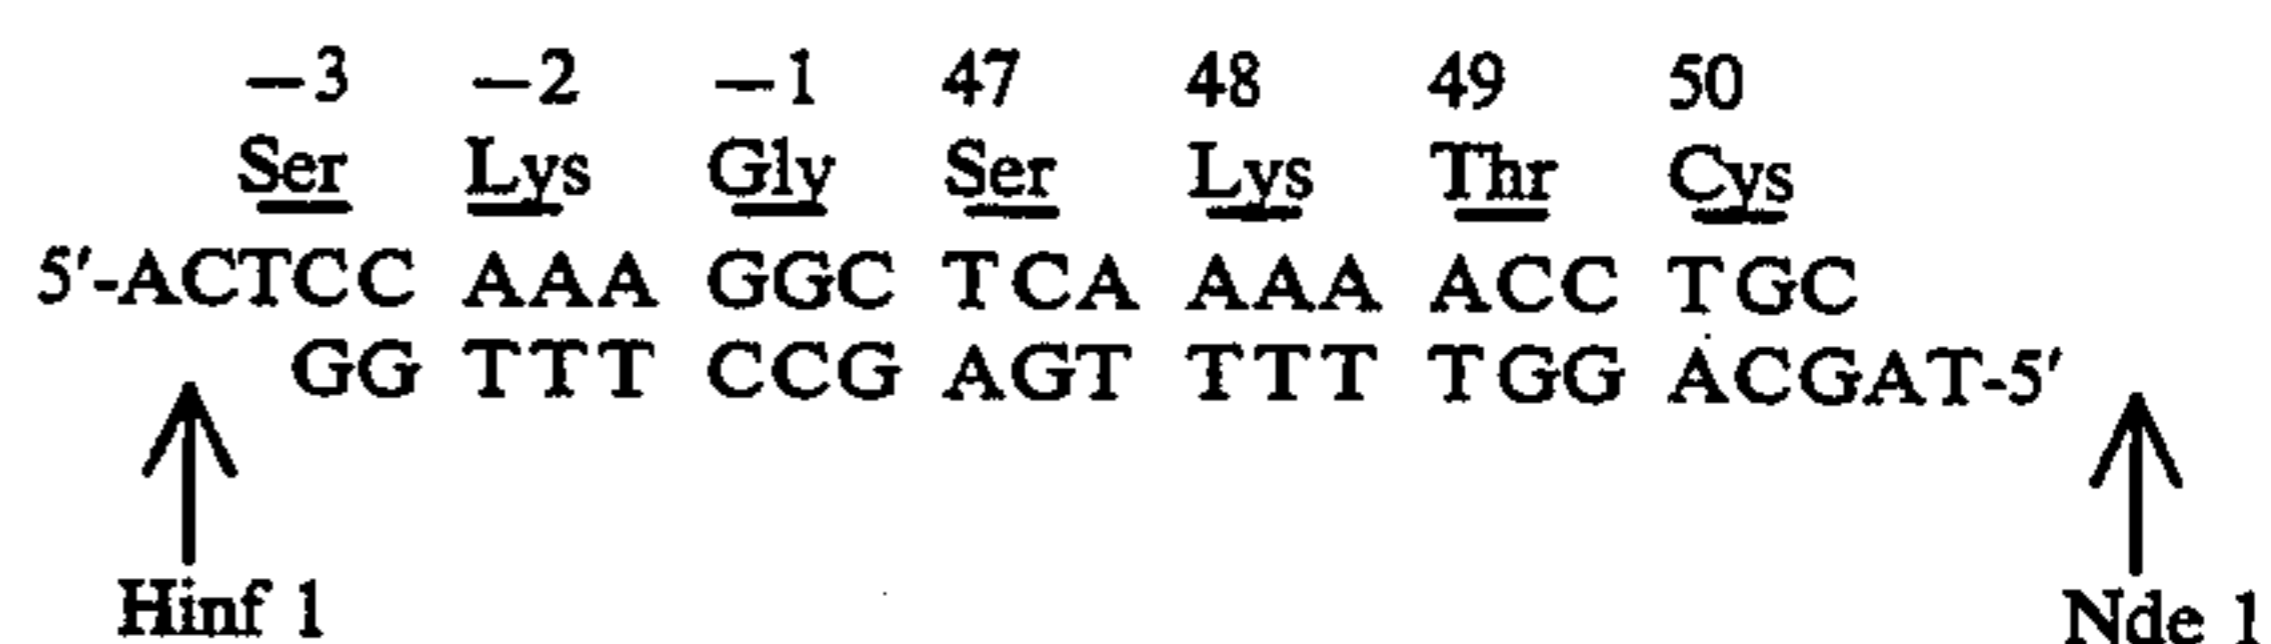 −3 −2 −1 47 48 49 50
Ser Lys Gly Ser Lys Thr Cys
5′-ACTCC AAA GGC TCA AAA ACC TGC
GG TTT CCG AGT TTT TGG ACGAT-5′
Hinf 1 Nde 1